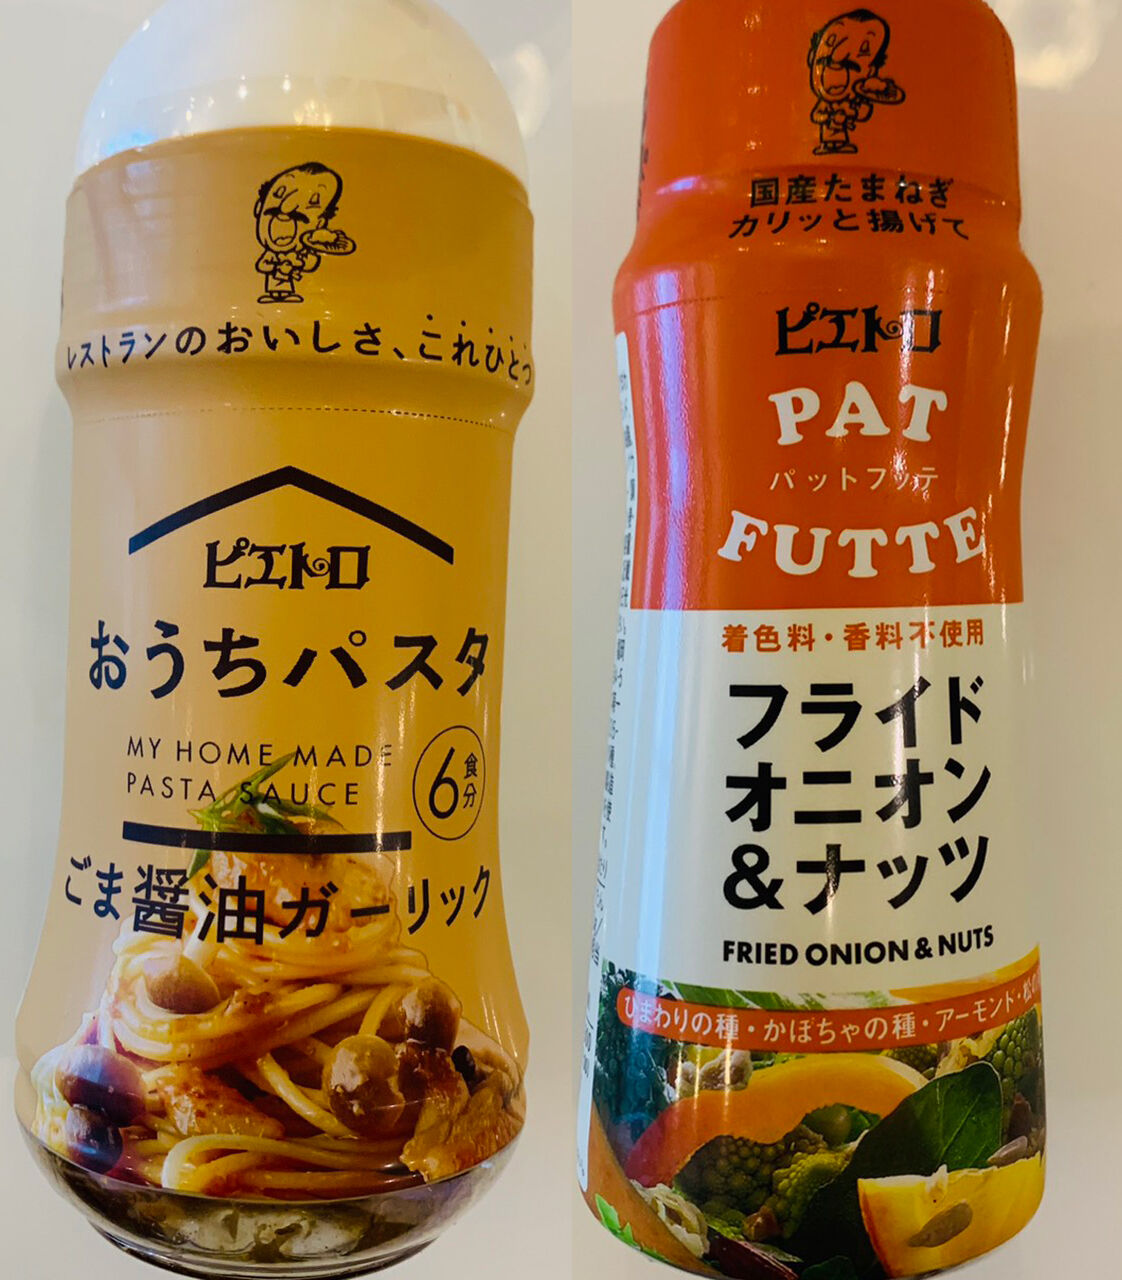 レストランのおいしさ、これひとつ
ピエトロ
おうちパスタ
MY HOME MADE
PASTA SAUCE
6食分
ごま醤油ガーリック
国産たまねぎ
カリッと揚げて
ピエトロ
PAT
パットフッテ
FUTTE
着色料・香料不使用
フライド
オニオン
&ナッツ
FRIED ONION & NUTS
ひまわりの種・かぼちゃの種・アーモンド・松の